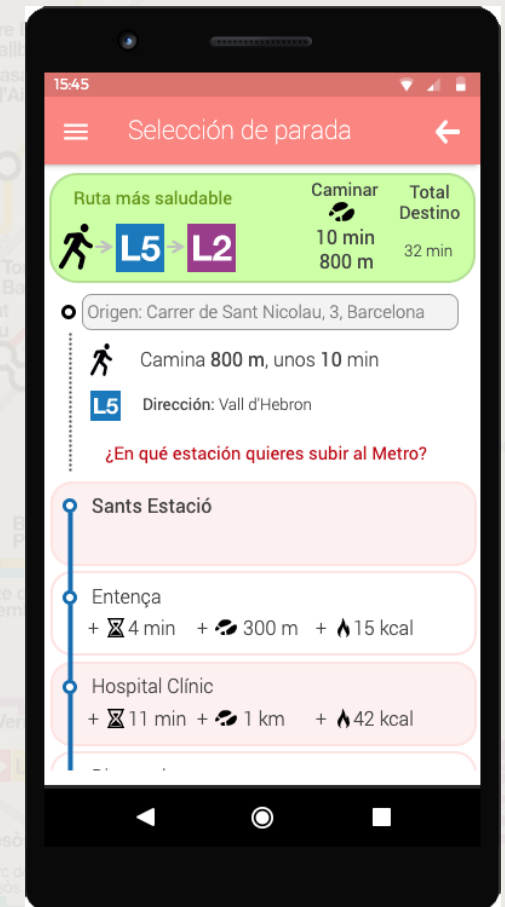 15:45
Selección de parada
Ruta más saludable
L5 L2
Caminar
10 min
800 m
Total
Destino
32 min
Origen: Carrer de Sant Nicolau, 3, Barcelona
Camina 800 m, unos 10 min
L5 Dirección: Vall d'Hebron
¿En qué estación quieres subir al Metro?
Sants Estació
Entença
+ 4 min + 300 m + 15 kcal
Hospital Clínic
+ 11 min + 1 km + 42 kcal